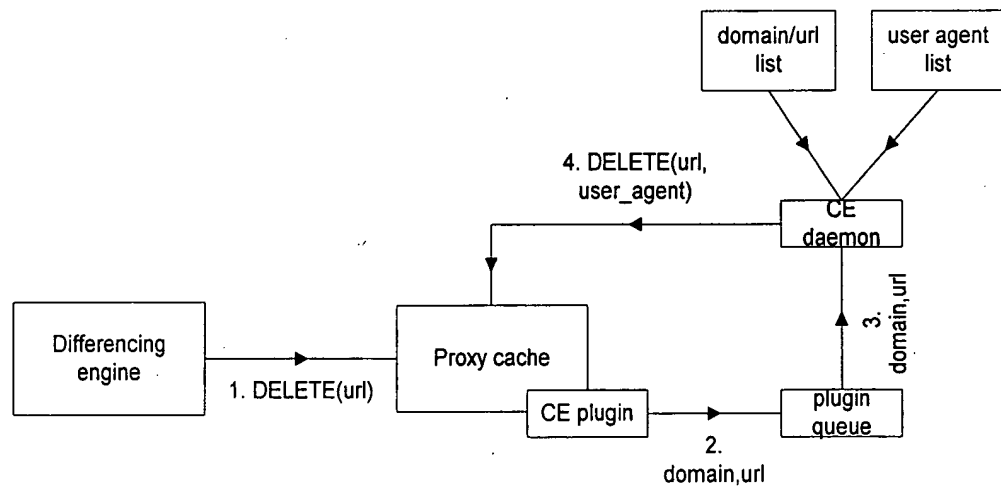 domain/url
list
user agent
list
4. DELETE(url,
user_agent)
CE
daemon
Differencing
engine
1. DELETE(url)
Proxy cache
CE plugin
2.
domain,url
plugin
queue
3.
domain,url